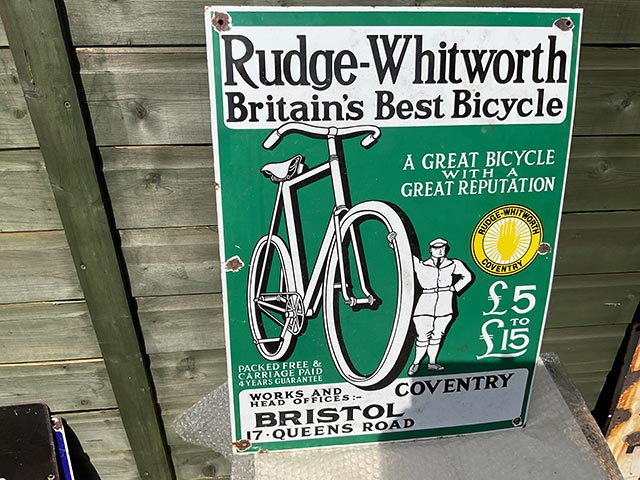 Rudge-Whitworth
Britain's Best Bicycle
A GREAT BICYCLE
WITH A
GREAT REPUTATION
RUDGE-WHITWORTH
COVENTRY
£5
TO
£15
PACKED FREE &
CARRIAGE PAID
4 YEARS GUARANTEE
WORKS AND
HEAD OFFICES:-
COVENTRY
BRISTOL
17·QUEENS ROAD